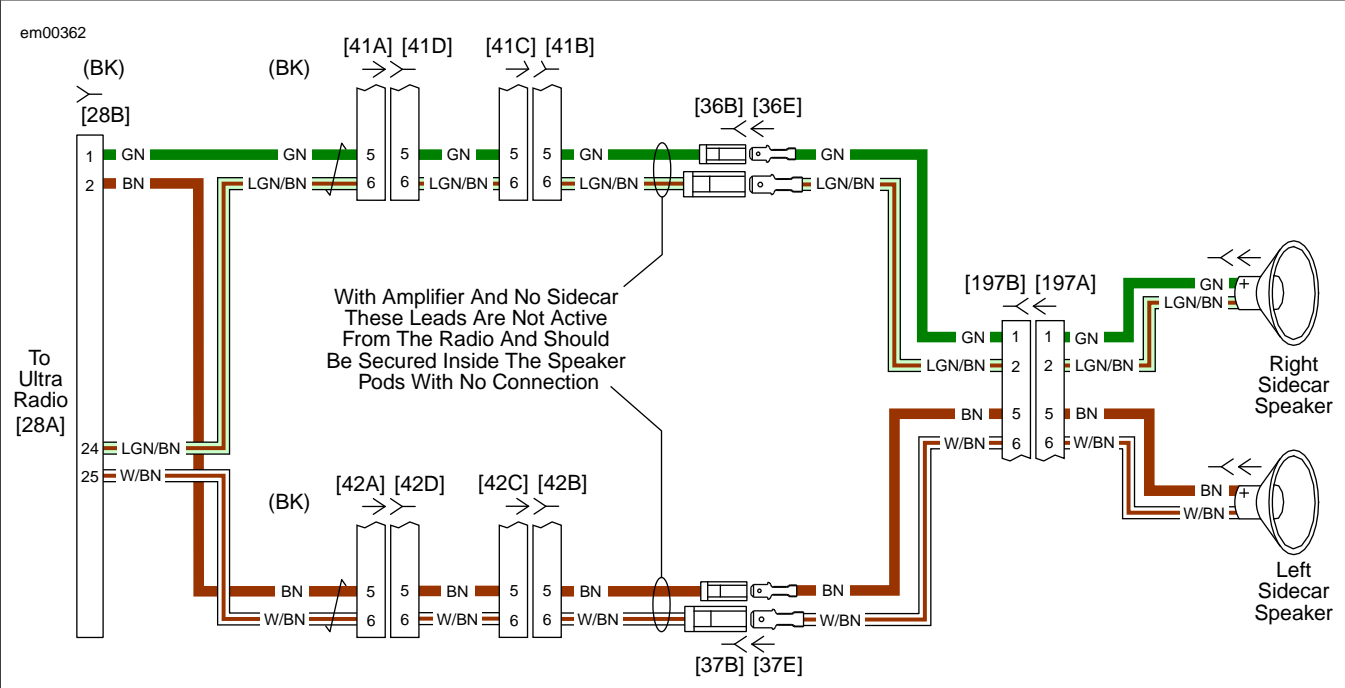 em00362
[41A] [41D]
[41C] [41B]
(BK)
(BK)
[28B]
[36B] [36E]
1 GN GN 5 5 GN 5 5 GN GN
2 BN LGN/BN 6 6 LGN/BN 6 6 LGN/BN LGN/BN
With Amplifier And No Sidecar
These Leads Are Not Active
From The Radio And Should
Be Secured Inside The Speaker
Pods With No Connection
[197B] [197A]
GN +
LGN/BN
GN 1 1 GN
LGN/BN 2 2 LGN/BN
Right
Sidecar
Speaker
To
Ultra
Radio
[28A]
BN 5 5 BN
W/BN 6 6 W/BN
24 LGN/BN
25 W/BN
BN +
W/BN
(BK)
[42A] [42D]
[42C] [42B]
BN 5 5 BN 5 5 BN BN
W/BN 6 6 W/BN 6 6 W/BN W/BN
Left
Sidecar
Speaker
[37B] [37E]